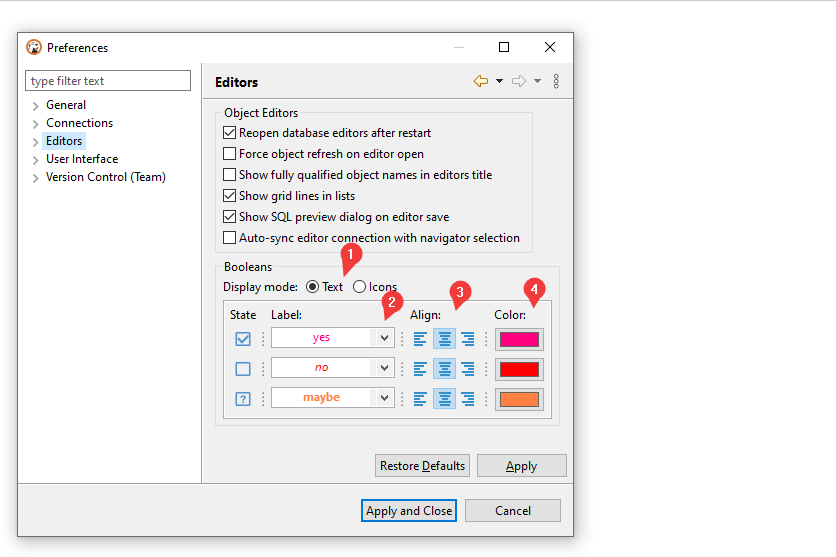 Preferences
type filter text
General
Connections
Editors
User Interface
Version Control (Team)
Editors
Object Editors
Reopen database editors after restart
Force object refresh on editor open
Show fully qualified object names in editors title
Show grid lines in lists
Show SQL preview dialog on editor save
Auto-sync editor connection with navigator selection
1
Booleans
Display mode: Text Icons
2 3 4
State Label: Align: Color:
yes
no
? maybe
Restore Defaults Apply
Apply and Close Cancel